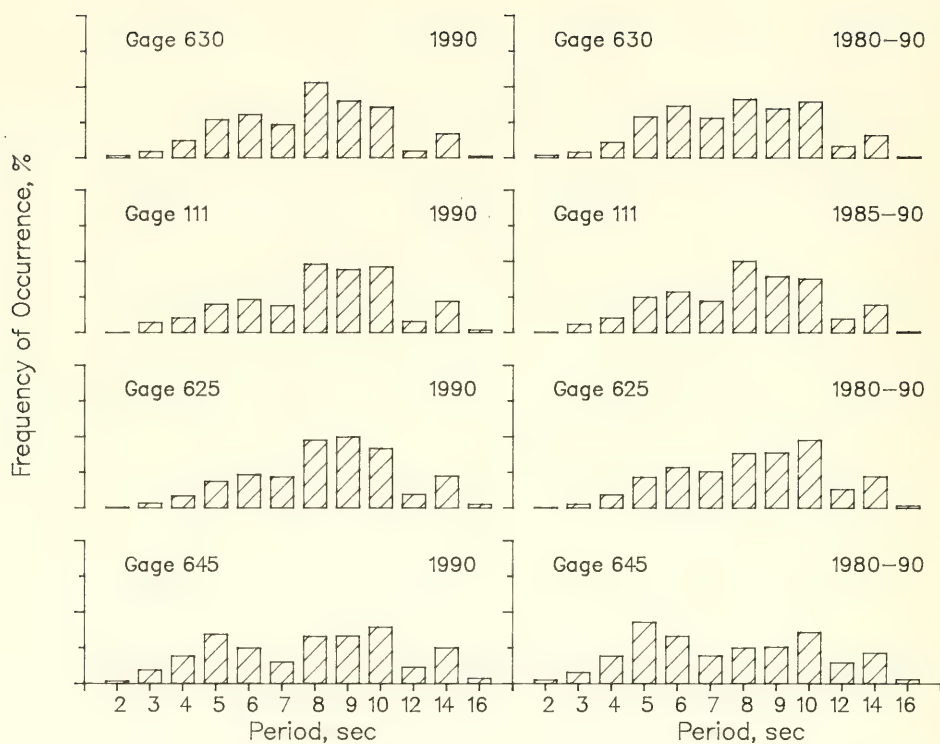 Gage 630 1990 Gage 630 1980-90
Gage 111 1990 Gage 111 1985-90
Frequency of Occurrence, %
Gage 625 1990 Gage 625 1980-90
Gage 645 1990 Gage 645 1980-90
2 3 4 5 6 7 8 9 10 12 14 16 2 3 4 5 6 7 8 9 10 12 14 16
Period, sec Period, sec